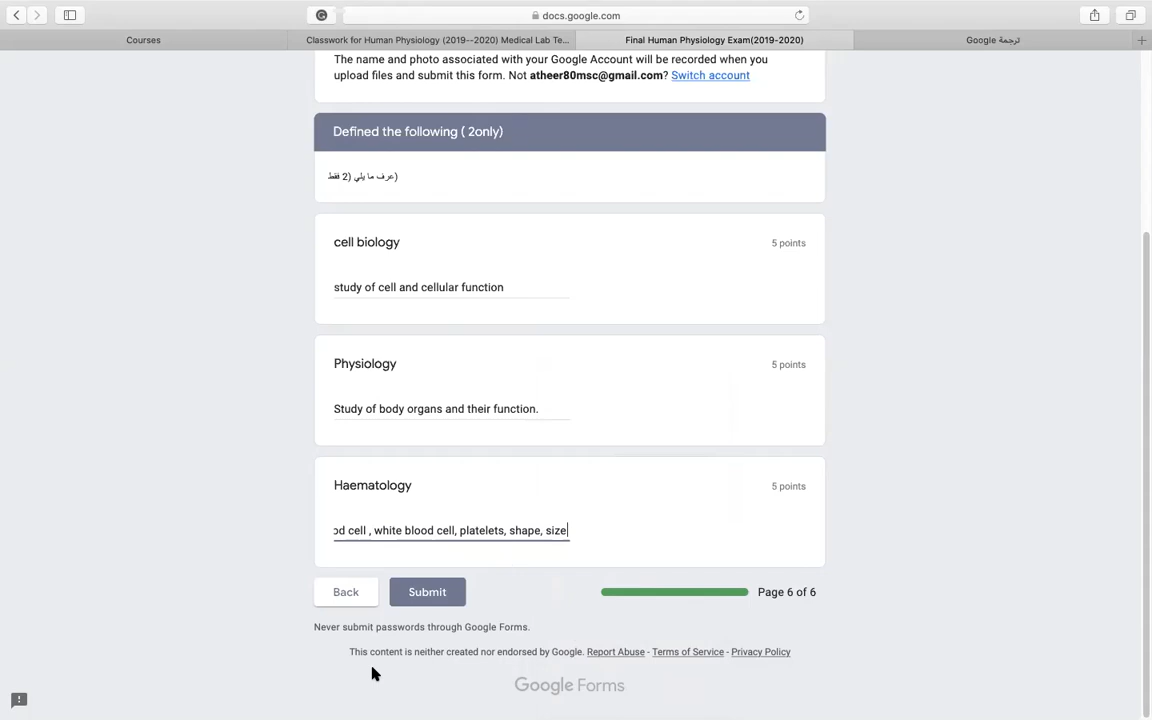 docs.google.com
Courses
Classwork for Human Physiology (2019--2020) Medical Lab Te...
Final Human Physiology Exam(2019-2020)
ترجمة Google
The name and photo associated with your Google Account will be recorded when you
upload files and submit this form. Not atheer80msc@gmail.com? Switch account
Defined the following ( 2only)
عرف ما يلي (2 فقط)
cell biology
5 points
study of cell and cellular function
Physiology
5 points
Study of body organs and their function.
Haematology
5 points
od cell , white blood cell, platelets, shape, size
Back
Submit
Page 6 of 6
Never submit passwords through Google Forms.
This content is neither created nor endorsed by Google. Report Abuse - Terms of Service - Privacy Policy
Google Forms